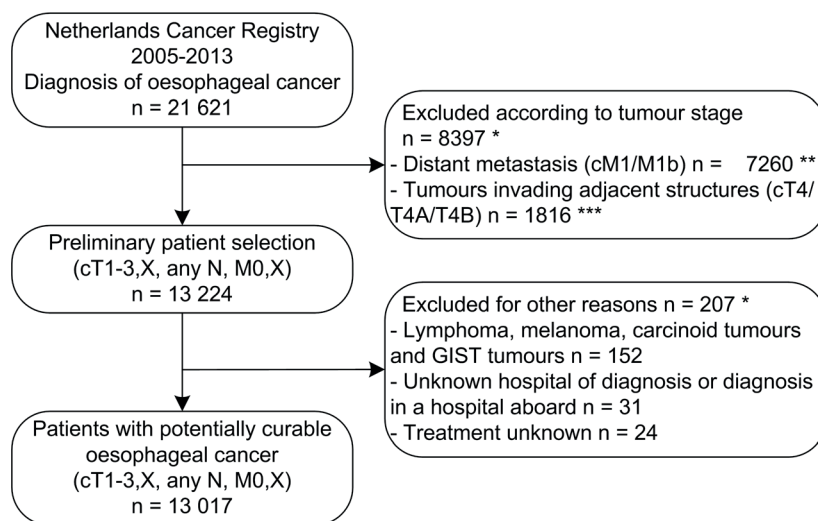 Netherlands Cancer Registry
2005-2013
Diagnosis of oesophageal cancer
n = 21 621
Excluded according to tumour stage
n = 8397 *
- Distant metastasis (cM1/M1b) n = 7260 **
- Tumours invading adjacent structures (cT4/
T4A/T4B) n = 1816 ***
Preliminary patient selection
(cT1-3,X, any N, M0,X)
n = 13 224
Excluded for other reasons n = 207 *
- Lymphoma, melanoma, carcinoid tumours
and GIST tumours n = 152
- Unknown hospital of diagnosis or diagnosis
in a hospital aboard n = 31
- Treatment unknown n = 24
Patients with potentially curable
oesophageal cancer
(cT1-3,X, any N, M0,X)
n = 13 017